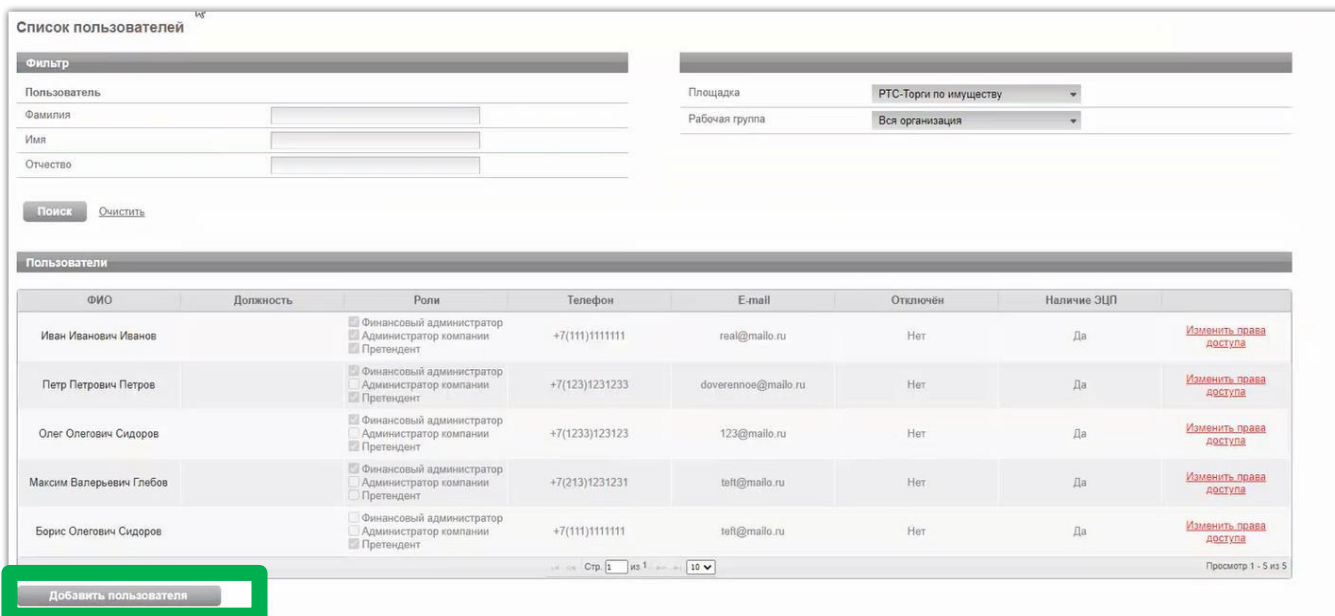 Список пользователей
Фильтр
Пользователь
Фамилия
Имя
Отчество
Площадка РТС-Торги по имуществу
Рабочая группа Вся организация
Поиск Очистить
Пользователи
ФИО Должность Роли Телефон E-mail Отключён Наличие ЭЦП
Финансовый администратор
Иван Иванович Иванов Администратор компании +7(111)1111111 real@mailo.ru Нет Да Изменить права
Претендент доступа
Финансовый администратор
Петр Петрович Петров Администратор компании +7(123)1231233 doverennoe@mailo.ru Нет Да Изменить права
Претендент доступа
Финансовый администратор
Олег Олегович Сидоров Администратор компании +7(1233)123123 123@mailo.ru Нет Да Изменить права
Претендент доступа
Финансовый администратор
Максим Валерьевич Глебов Администратор компании +7(213)1231231 teft@mailo.ru Нет Да Изменить права
Претендент доступа
Финансовый администратор
Борис Олегович Сидоров Администратор компании +7(111)1111111 teft@mailo.ru Нет Да Изменить права
Претендент доступа
Стр. 1 из 1 10 Просмотр 1 - 5 из 5
Добавить пользователя